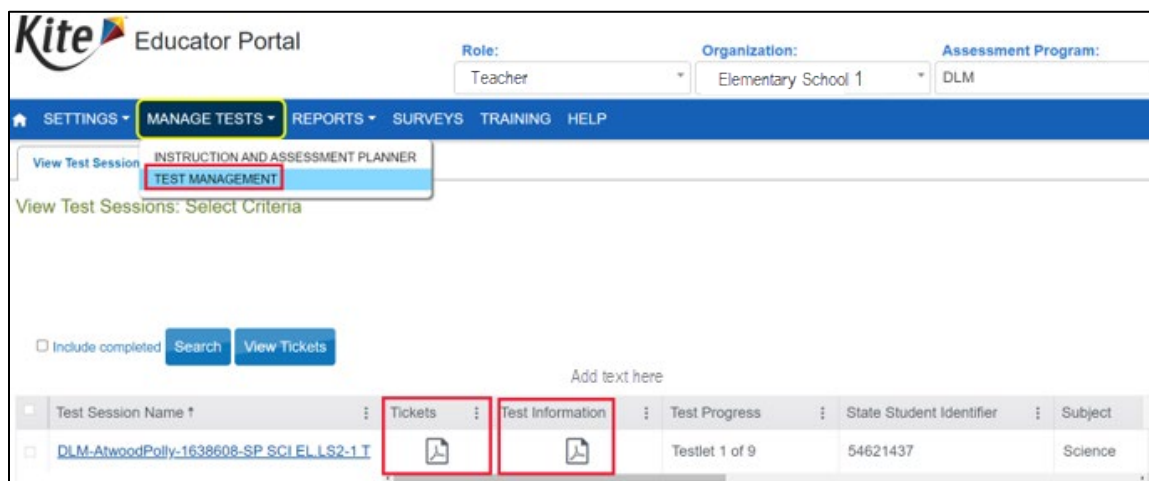 Kite Educator Portal
Role: Organization: Assessment Program:
Teacher Elementary School 1 DLM
SETTINGS MANAGE TESTS REPORTS SURVEYS TRAINING HELP
View Test Session INSTRUCTION AND ASSESSMENT PLANNER
TEST MANAGEMENT
View Test Sessions: Select Criteria
Include completed Search View Tickets
Add text here
Test Session Name ↑ Tickets Test Information Test Progress State Student Identifier Subject
DLM-AtwoodPolly-1638608-SP SCI EL.LS2-1 T Testlet 1 of 9 54621437 Science